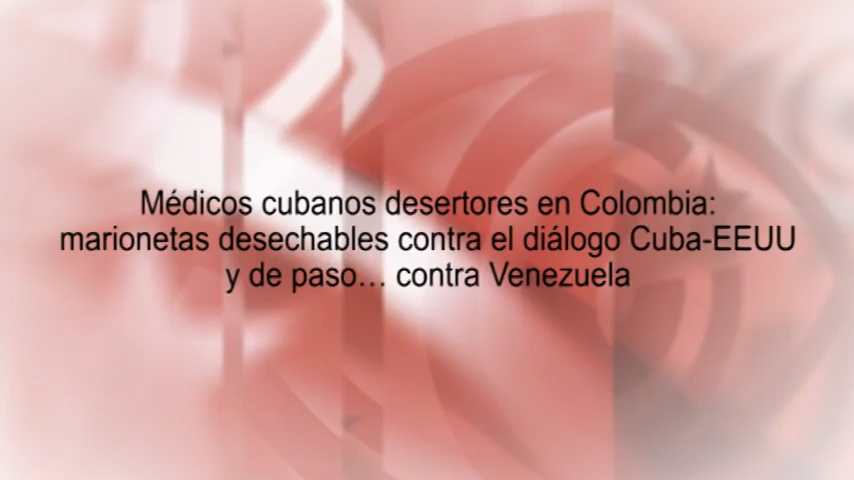 Médicos cubanos desertores en Colombia:
marionetas desechables contra el diálogo Cuba-EEUU
y de paso... contra Venezuela